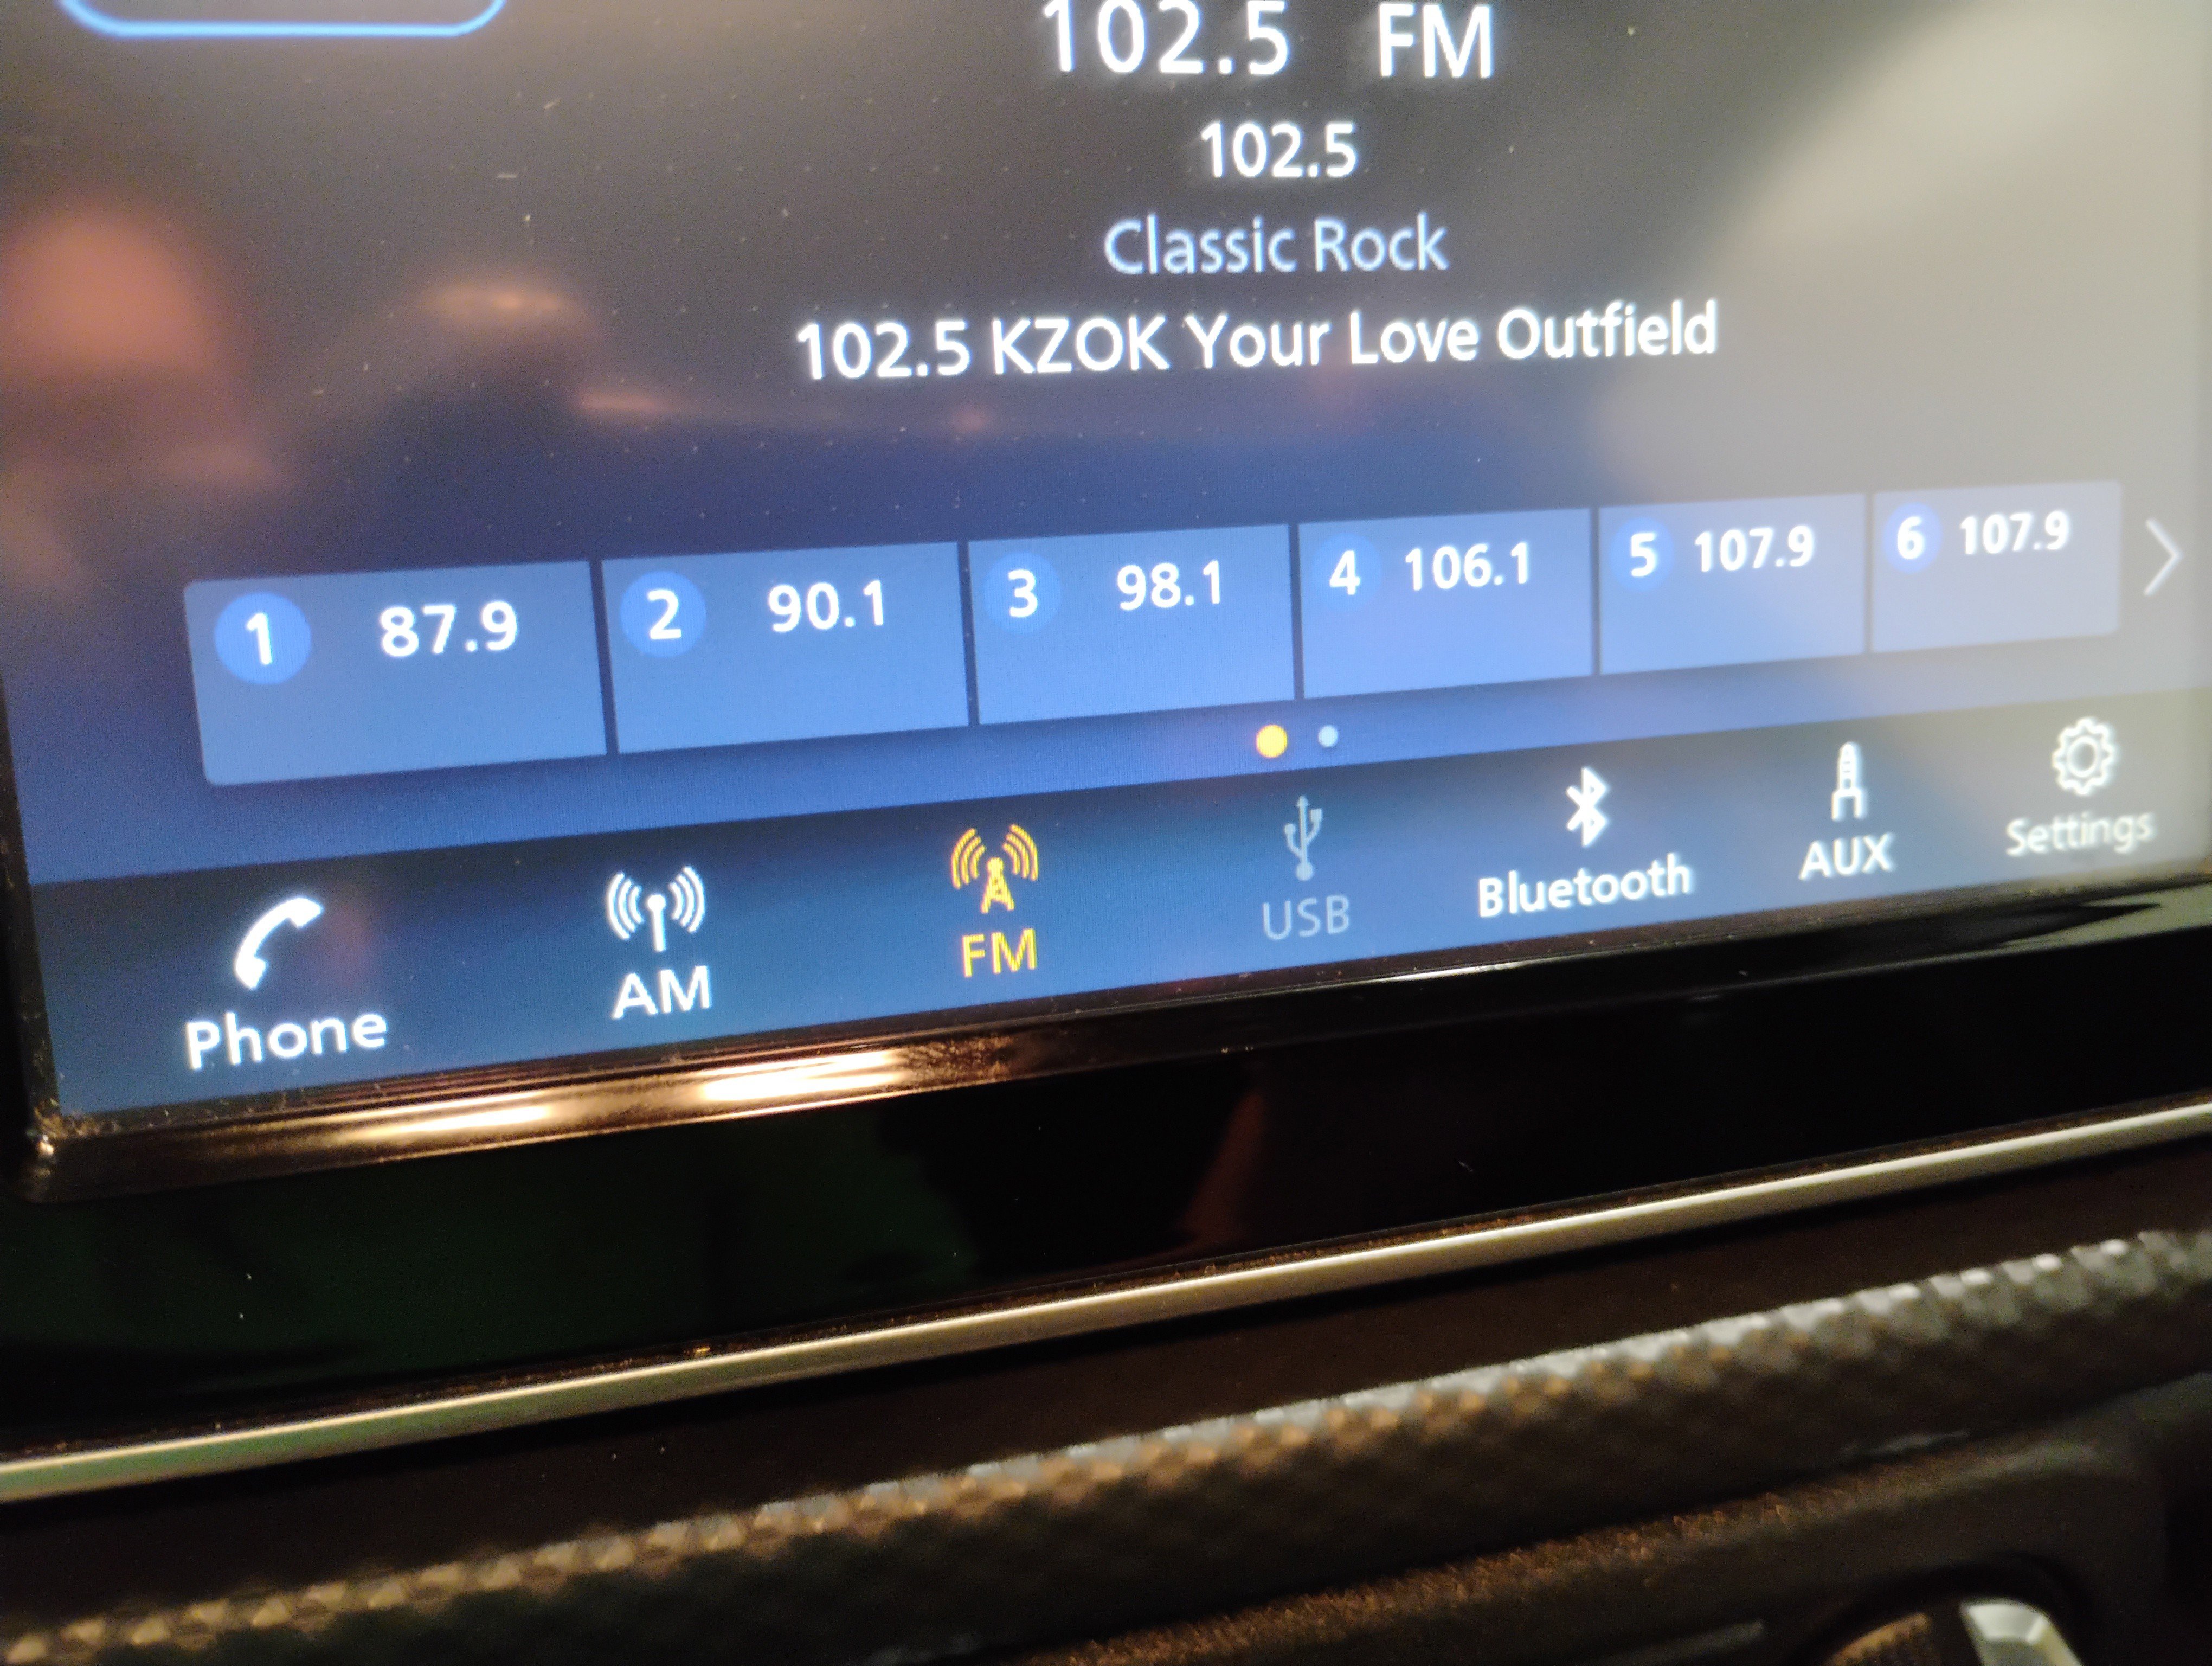 102.5 FM
102.5
Classic Rock
102.5 KZOK Your Love Outfield
1 87.9 2 90.1 3 98.1 4 106.1 5 107.9 6 107.9
Phone AM FM USB Bluetooth AUX Settings